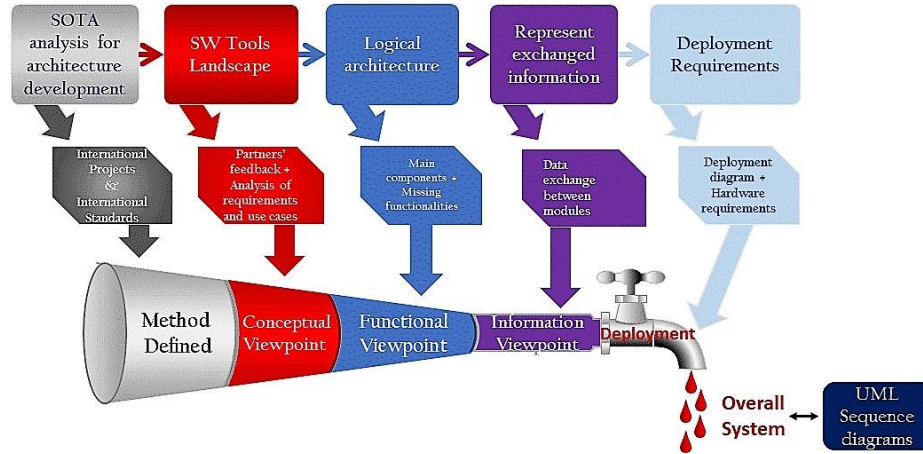 SOTA
analysis for
architecture
development
SW Tools
Landscape
Logical
architecture
Represent
exchanged
information
Deployment
Requirements
International
Projects
&
International
Standards
Partners'
feedback +
Analysis of
requirements
and use cases
Main
components +
Missing
functionalities
Data
exchange
between
modules
Deployment
diagram +
Hardware
requirements
Method
Defined
Conceptual
Viewpoint
Functional
Viewpoint
Information
Viewpoint
Deployment
Overall
System
UML
Sequence
diagrams